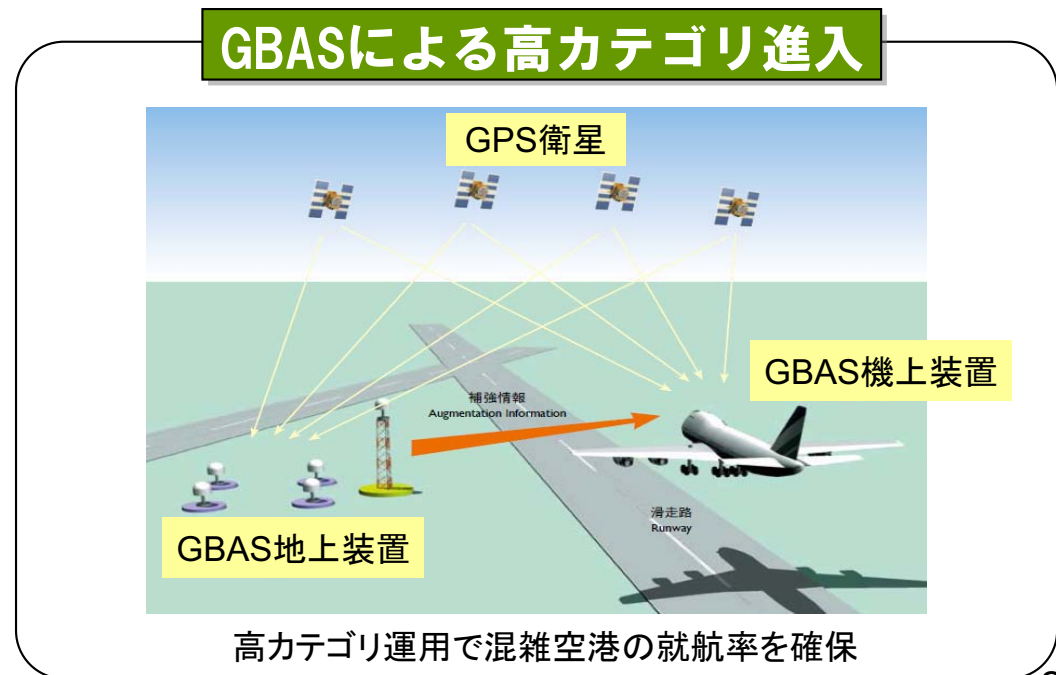 GBASによる高カテゴリ進入
GPS衛星
GBAS機上装置
補強情報
Augmentation Information
滑走路
Runway
GBAS地上装置
高カテゴリ運用で混雑空港の就航率を確保